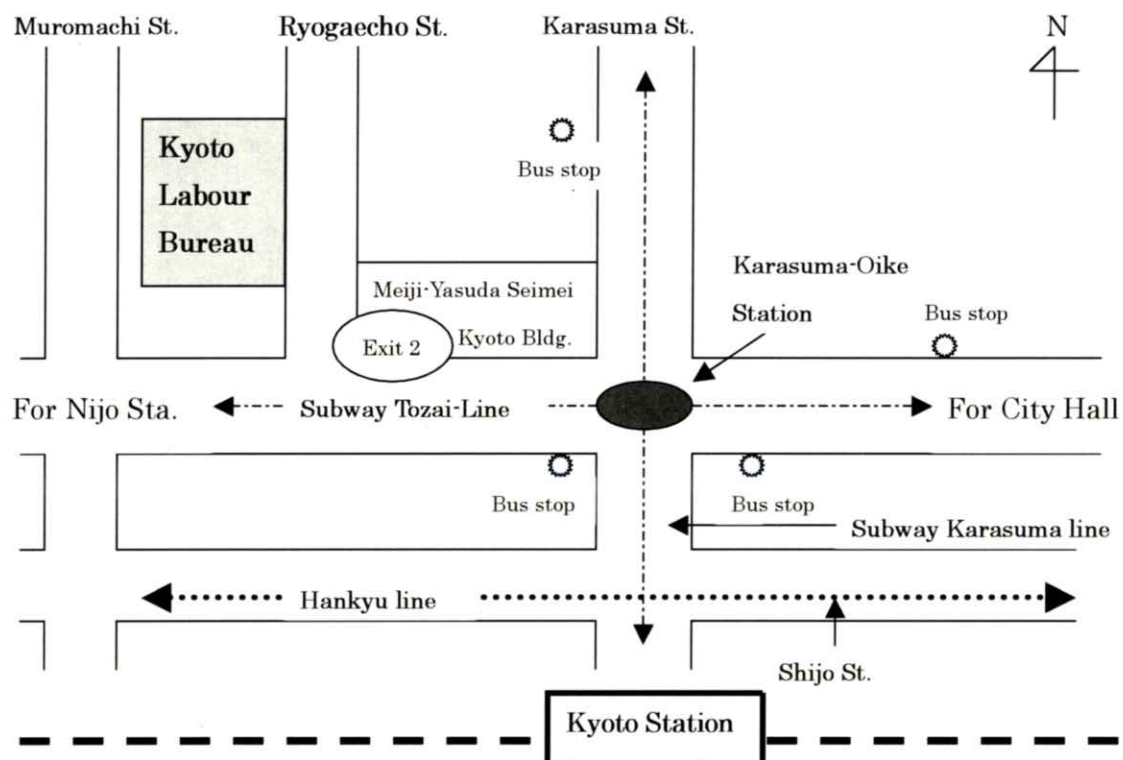 Muromachi St.
Ryogaecho St.
Karasuma St.
N
Kyoto
Labour
Bureau
Bus stop
Karasuma-Oike
Station
Meiji-Yasuda Seimei
Kyoto Bldg.
Exit 2
Bus stop
For Nijo Sta.
Subway Tozai-Line
For City Hall
Bus stop
Bus stop
Subway Karasuma line
Hankyu line
Shijo St.
Kyoto Station